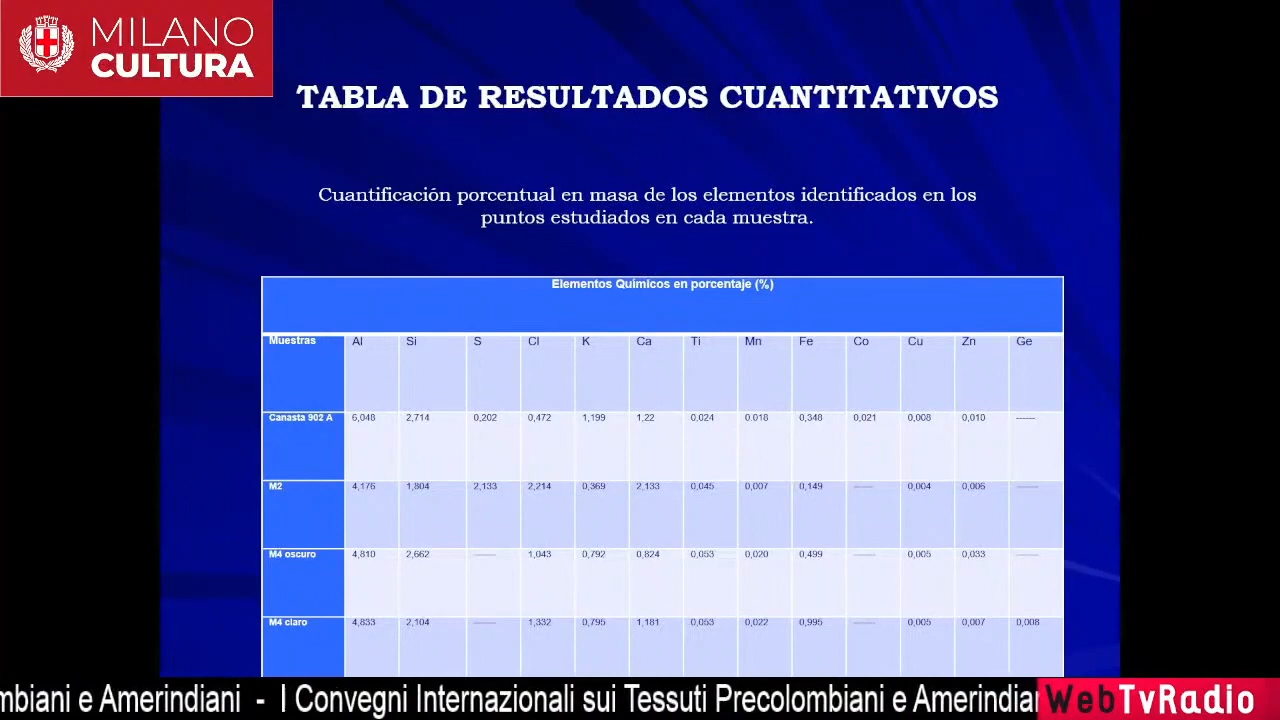 MILANO
CULTURA
TABLA DE RESULTADOS CUANTITATIVOS
Cuantificación porcentual en masa de los elementos identificados en los
puntos estudiados en cada muestra.
Elementos Químicos en porcentaje (%)
Muestras Al Si S Cl K Ca Ti Mn Fe Co Cu Zn Ge
Canasta 902 A 6,048 2,714 0,202 0,472 1,199 1,22 0,024 0.018 0,348 0,021 0,008 0,010 ------
M2 4,176 1,804 2,133 2,214 0,369 2,133 0,045 0,007 0,149 ------ 0,004 0,006 ------
M4 oscuro 4,810 2,662 ------ 1,043 0,792 0,824 0,053 0,020 0,499 ------ 0,005 0,033 ------
M4 claro 4,833 2,104 ------ 1,332 0,795 1,181 0,053 0,022 0,995 ------ 0,005 0,007 0,008
mbiani e Amerindiani - I Convegni Internazionali sui Tessuti Precolombiani e Amerindian
WebTvRadio